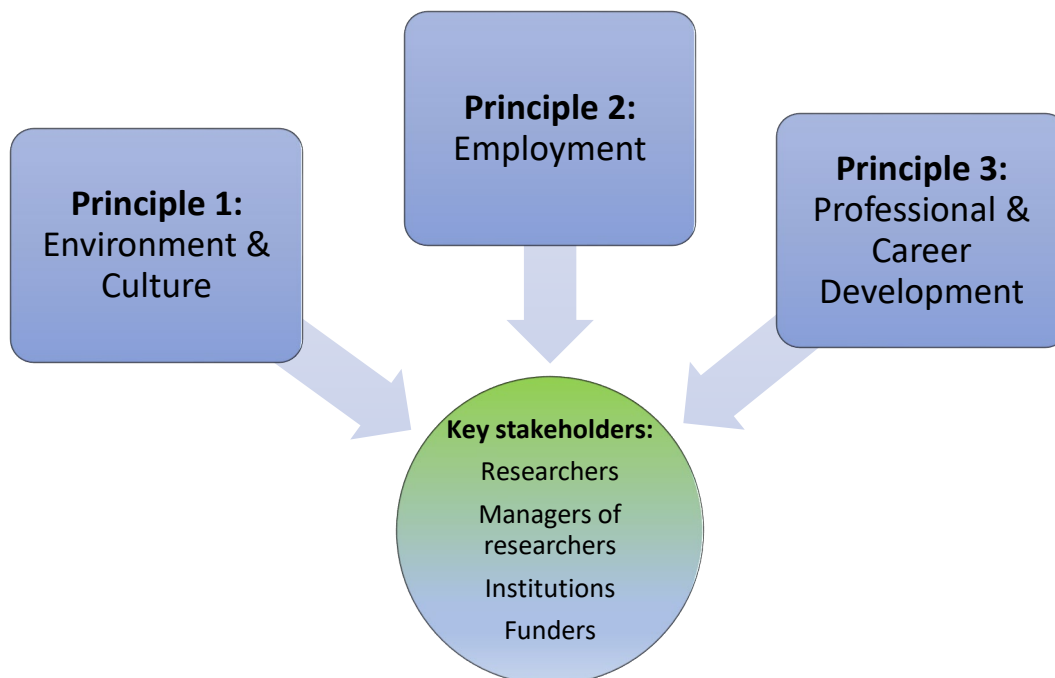 Principle 1:
Environment &
Culture
Principle 2:
Employment
Principle 3:
Professional &
Career
Development
Key stakeholders:
Researchers
Managers of
researchers
Institutions
Funders